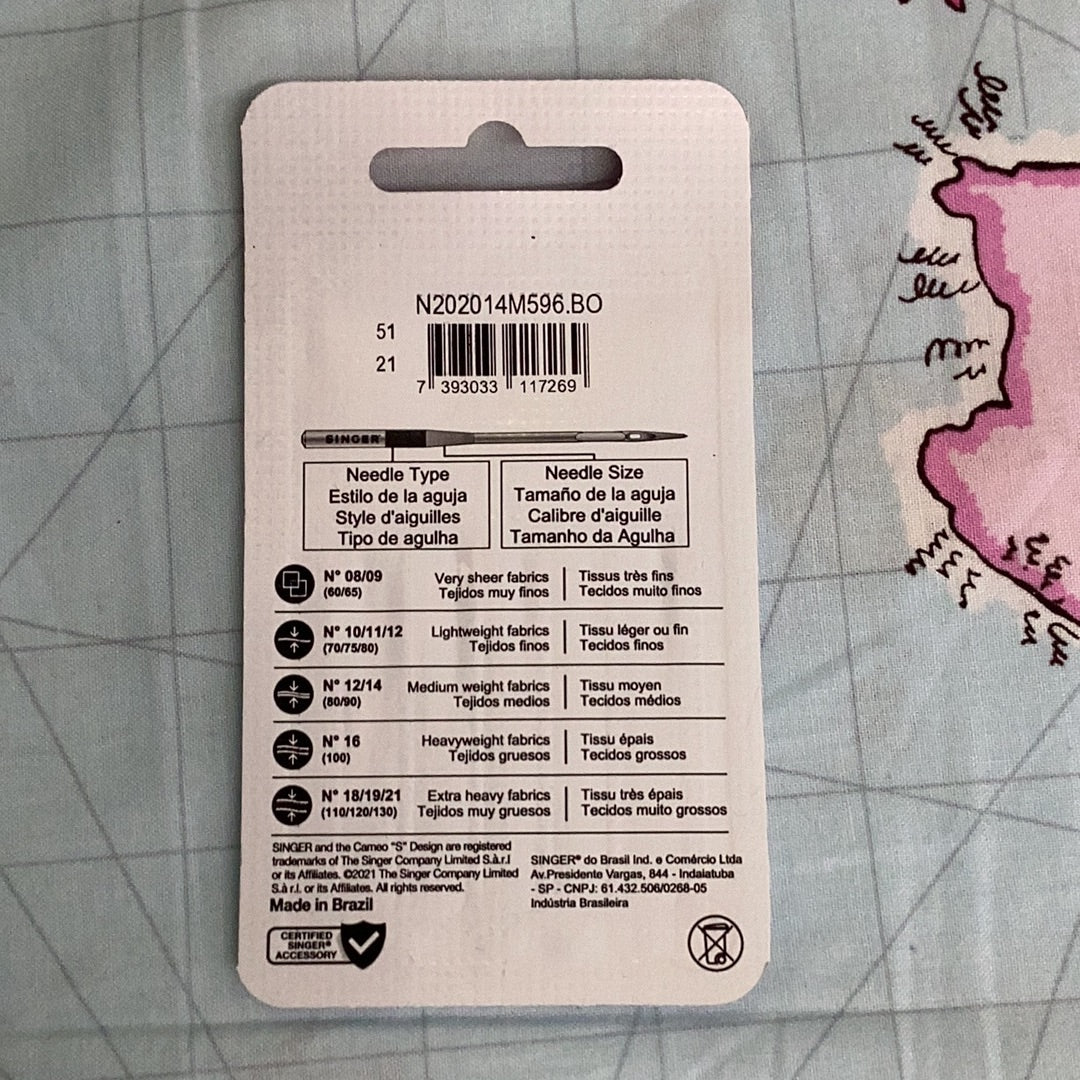 N202014M596.BO
51
21
7 393033 117269
SINGER
Needle Type
Estilo de la aguja
Style d'aiguilles
Tipo de agulha
Needle Size
Tamaño de la aguja
Calibre d'aiguille
Tamanho da Agulha
N° 08/09
(60/65)
Very sheer fabrics
Tejidos muy finos
Tissus très fins
Tecidos muito finos
N° 10/11/12
(70/75/80)
Lightweight fabrics
Tejidos finos
Tissu léger ou fin
Tecidos finos
N° 12/14
(80/90)
Medium weight fabrics
Tejidos medios
Tissu moyen
Tecidos médios
N° 16
(100)
Heavyweight fabrics
Tejidos gruesos
Tissu épais
Tecidos grossos
N° 18/19/21
(110/120/130)
Extra heavy fabrics
Tejidos muy gruesos
Tissu très épais
Tecidos muito grossos
SINGER and the Cameo "S" Design are registered
trademarks of The Singer Company Limited S.à.r.l
or its Affiliates. ©2021 The Singer Company Limited
S.à r.l. or its Affiliates. All rights reserved.
Made in Brazil
SINGER® do Brasil Ind. e Comércio Ltda
Av.Presidente Vargas, 844 - Indaiatuba
- SP - CNPJ: 61.432.506/0268-05
Indústria Brasileira
CERTIFIED
SINGER®
ACCESSORY